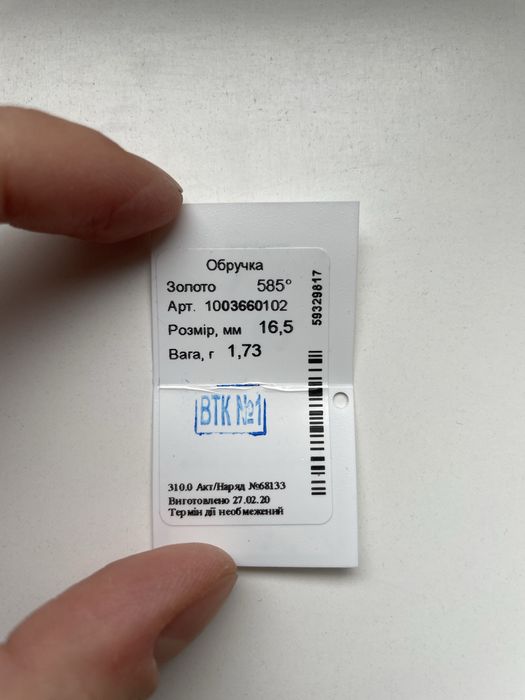 Обручка
Золото 585°
Арт. 1003660102
Розмір, мм 16,5
Вага, г 1,73
59329817
ВТК №1
310.0 Акт/Наряд №68133
Виготовлено 27.02.20
Термін дії необмежений